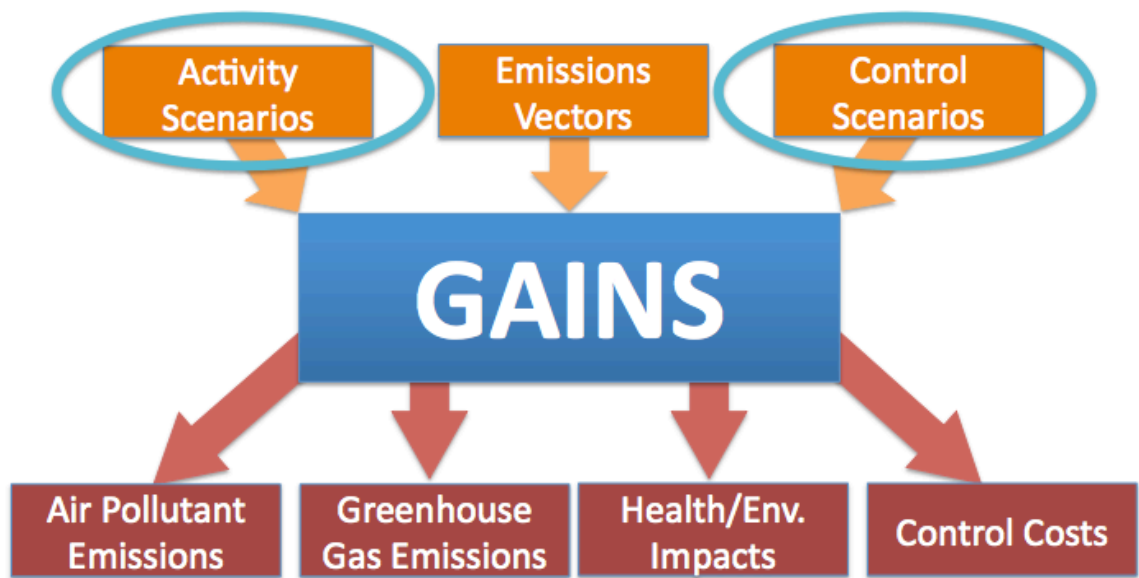 Activity
Scenarios
Emissions
Vectors
Control
Scenarios
GAINS
Air Pollutant
Emissions
Greenhouse
Gas Emissions
Health/Env.
Impacts
Control Costs